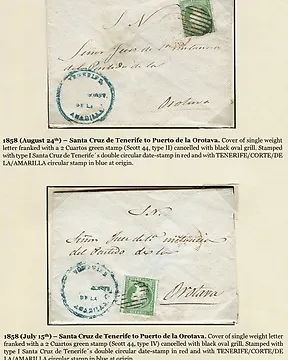 S. N.
Señor Juez de 1ª Instancia
del Partido de la
Orotava
TENERIFE
CORTE
DE LA
AMARILLA
1858 (August 24th) – Santa Cruz de Tenerife to Puerto de la Orotava. Cover of single weight
letter franked with a 2 Cuartos green stamp (Scott 44, type II) cancelled with black oval grill. Stamped
with type I Santa Cruz de Tenerife´s double circular date-stamp in red and with TENERIFE/CORTE/DE
LA/AMARILLA circular stamp in blue at origin.
S. N.
Señor Juez de 1ª instancia
del Partido de la
Orotava
TENERIFE
DE LA
AMARILLA
1858 (July 15th) – Santa Cruz de Tenerife to Puerto de la Orotava. Cover of single weight
letter franked with a 2 Cuartos green stamp (Scott 44, type IV) cancelled with black oval grill. Stamped with
type I Santa Cruz de Tenerife´s double circular date-stamp in red and with TENERIFE/CORTE/DE
LA/AMARILLA circular stamp in blue at origin.